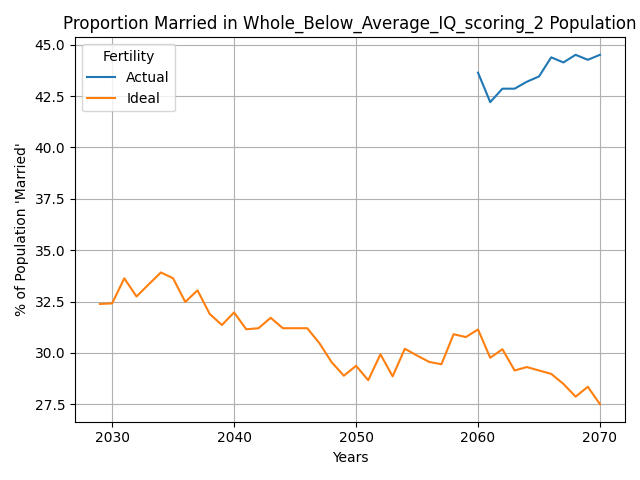 Proportion Married in Whole_Below_Average_IQ_scoring_2 Population
Fertility
Actual
Ideal
45.0
42.5
40.0
37.5
35.0
32.5
30.0
27.5
% of Population 'Married'
2030
2040
2050
2060
2070
Years